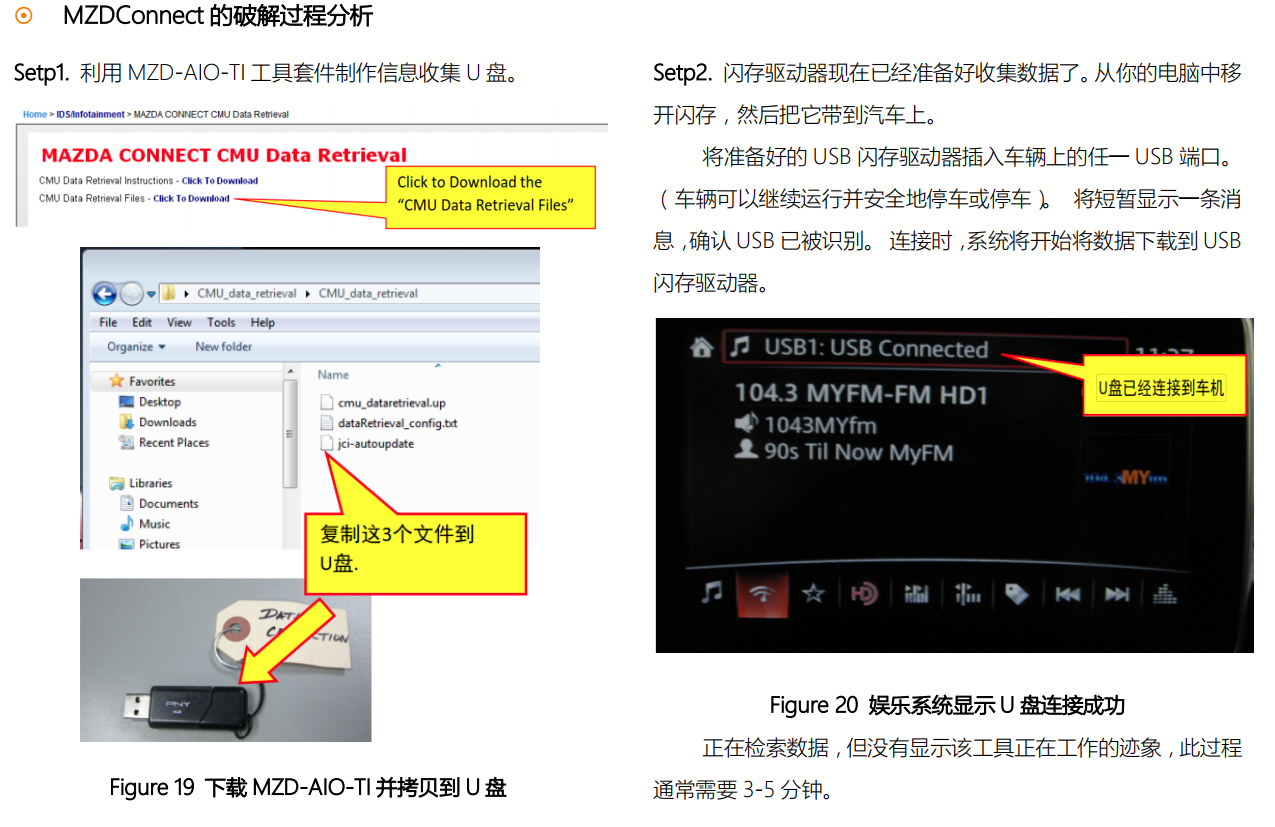 MZDConnect 的破解过程分析
Setp1. 利用 MZD-AIO-TI 工具套件制作信息收集 U 盘。
Home > IDS/Infotainment > MAZDA CONNECT CMU Data Retrieval
MAZDA CONNECT CMU Data Retrieval
CMU Data Retrieval Instructions - Click To Download
CMU Data Retrieval Files - Click To Download
Click to Download the
“CMU Data Retrieval Files”
CMU_data_retrieval
CMU_data_retrieval
File Edit View Tools Help
Organize
New folder
Favorites
Desktop
Downloads
Recent Places
Libraries
Documents
Music
Pictures
Name
cmu_dataretrieval.up
dataRetrieval_config.txt
jci-autoupdate
复制这3个文件到
U盘.
DATA
PNY
Figure 19 下载 MZD-AIO-TI 并拷贝到 U 盘
Setp2. 闪存驱动器现在已经准备好收集数据了。从你的电脑中移
开闪存，然后把它带到汽车上。
将准备好的 USB 闪存驱动器插入车辆上的任一 USB 端口。
（车辆可以继续运行并安全地停车或停车）。 将短暂显示一条消
息，确认 USB 已被识别。 连接时，系统将开始将数据下载到 USB
闪存驱动器。
USB1: USB Connected
U盘已经连接到车机
104.3 MYFM-FM HD1
1043MYfm
90s Til Now MyFM
104.3MYfm
HD
Figure 20 娱乐系统显示 U 盘连接成功
正在检索数据，但没有显示该工具正在工作的迹象，此过程
通常需要 3-5 分钟。